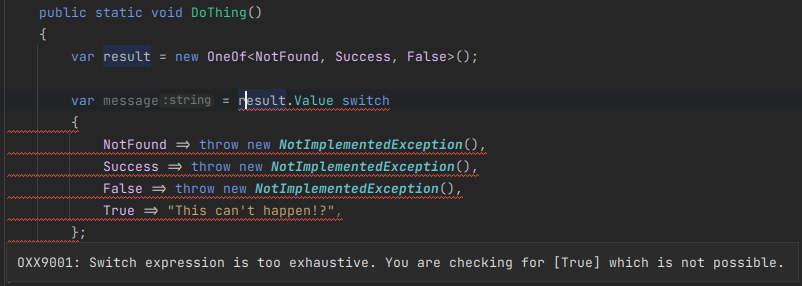 public static void DoThing()
{
var result = new OneOf<NotFound, Success, False>();
var message :string = result.Value switch
{
NotFound => throw new NotImplementedException(),
Success => throw new NotImplementedException(),
False => throw new NotImplementedException(),
True => "This can't happen!?",
};
OXX9001: Switch expression is too exhaustive. You are checking for [True] which is not possible.